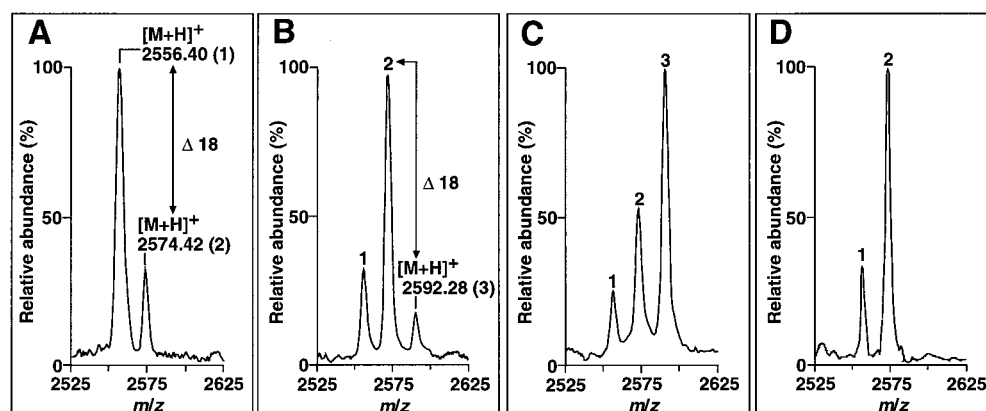 A
[M+H]+
2556.40 (1)
Δ 18
[M+H]+
2574.42 (2)
Relative abundance (%)
100
50
0
2525
2575
2625
m/z
B
1
2
Δ 18
[M+H]+
2592.28 (3)
Relative abundance (%)
100
50
0
2525
2575
2625
m/z
C
1
2
3
Relative abundance (%)
100
50
0
2525
2575
2625
m/z
D
1
2
Relative abundance (%)
100
50
0
2525
2575
2625
m/z